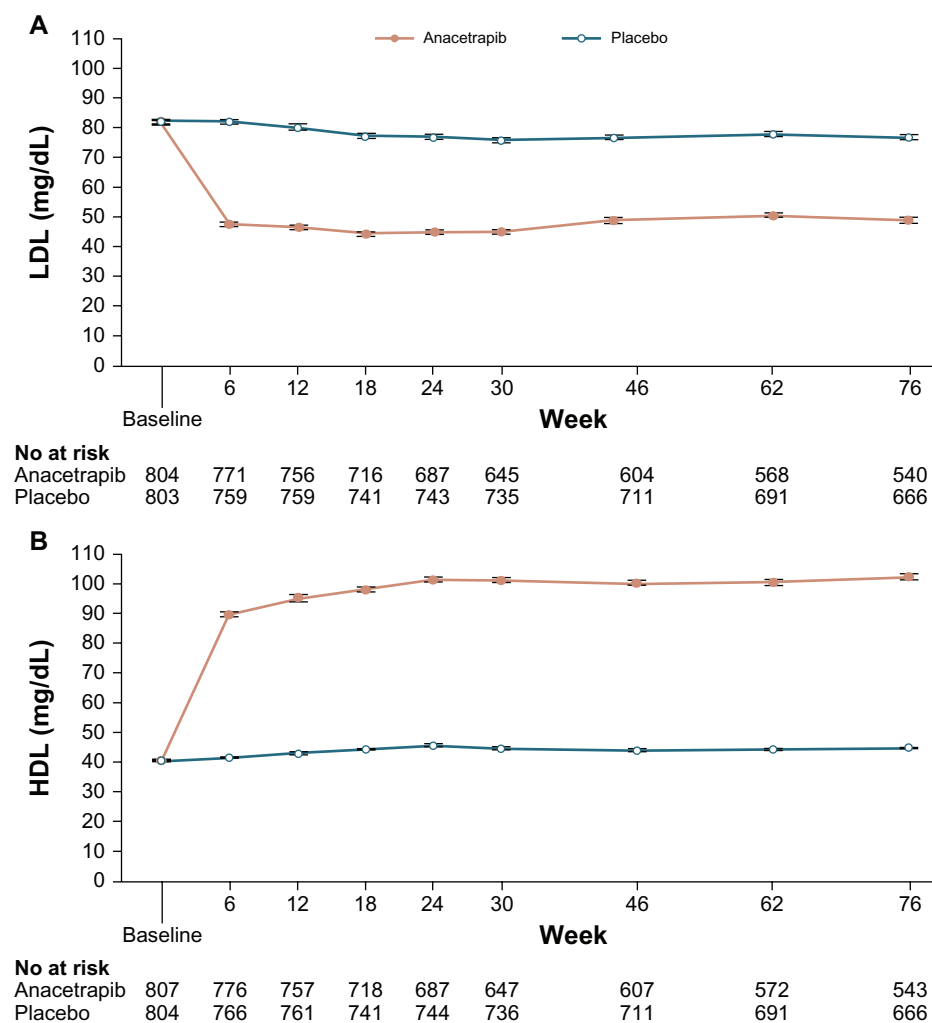 A
Anacetrapib Placebo
110
100
90
80
70
60
50
40
30
20
10
0
LDL (mg/dL)
6 12 18 24 30 46 62 76
Baseline
Week
No at risk
Anacetrapib 804 771 756 716 687 645 604 568 540
Placebo 803 759 759 741 743 735 711 691 666
B
110
100
90
80
70
60
50
40
30
20
10
0
HDL (mg/dL)
6 12 18 24 30 46 62 76
Baseline
Week
No at risk
Anacetrapib 807 776 757 718 687 647 607 572 543
Placebo 804 766 761 741 744 736 711 691 666